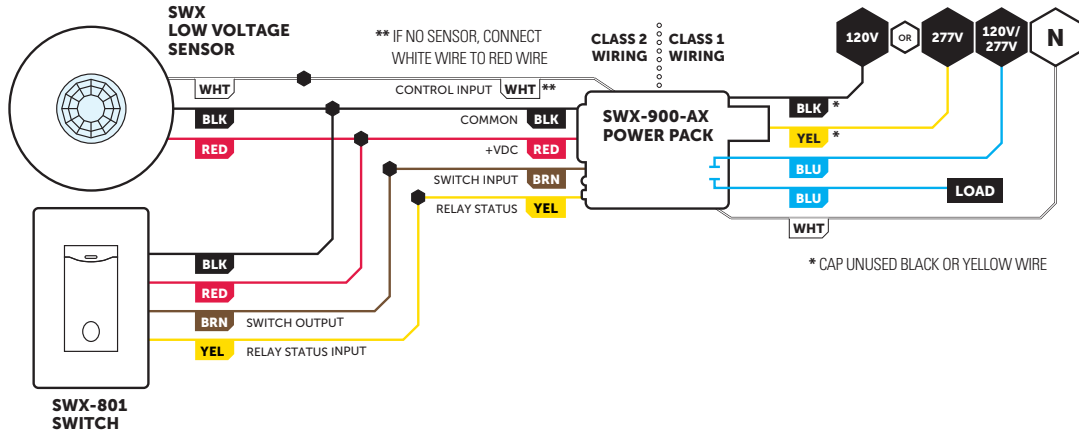 SWX
LOW VOLTAGE
SENSOR
** IF NO SENSOR, CONNECT
WHITE WIRE TO RED WIRE
CLASS 2
WIRING
CLASS 1
WIRING
120V
OR
277V
120V/
277V
N
WHT
CONTROL INPUT
WHT
**
BLK
COMMON
BLK
RED
+VDC
RED
SWITCH INPUT
BRN
RELAY STATUS
YEL
SWX-900-AX
POWER PACK
BLK
*
YEL
*
BLU
BLU
LOAD
WHT
* CAP UNUSED BLACK OR YELLOW WIRE
BLK
RED
BRN
SWITCH OUTPUT
YEL
RELAY STATUS INPUT
SWX-801
SWITCH